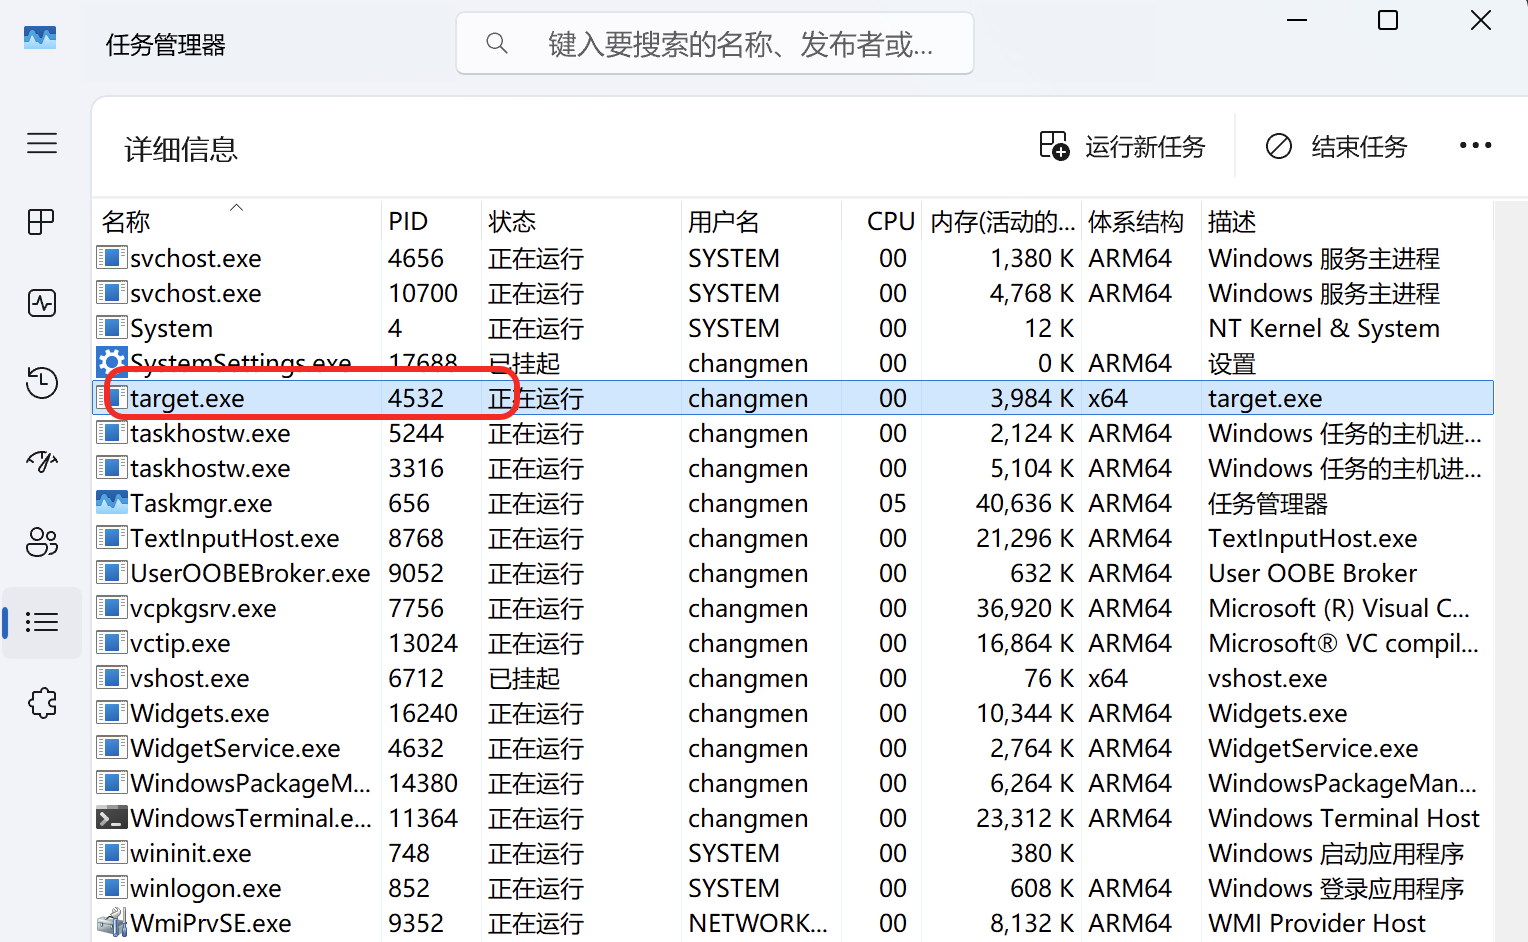 任务管理器
键入要搜索的名称、发布者或...
详细信息
运行新任务
结束任务
名称 PID 状态 用户名 CPU 内存(活动的... 体系结构 描述
svchost.exe 4656 正在运行 SYSTEM 00 1,380 K ARM64 Windows 服务主进程
svchost.exe 10700 正在运行 SYSTEM 00 4,768 K ARM64 Windows 服务主进程
System 4 正在运行 SYSTEM 00 12 K NT Kernel & System
SystemSettings.exe 17688 已挂起 changmen 00 0 K ARM64 设置
target.exe 4532 正在运行 changmen 00 3,984 K x64 target.exe
taskhostw.exe 5244 正在运行 changmen 00 2,124 K ARM64 Windows 任务的主机进...
taskhostw.exe 3316 正在运行 changmen 00 5,104 K ARM64 Windows 任务的主机进...
Taskmgr.exe 656 正在运行 changmen 05 40,636 K ARM64 任务管理器
TextInputHost.exe 8768 正在运行 changmen 00 21,296 K ARM64 TextInputHost.exe
UserOOBEBroker.exe 9052 正在运行 changmen 00 632 K ARM64 User OOBE Broker
vcpkgsrv.exe 7756 正在运行 changmen 00 36,920 K ARM64 Microsoft (R) Visual C...
vctip.exe 13024 正在运行 changmen 00 16,864 K ARM64 Microsoft® VC compil...
vshost.exe 6712 已挂起 changmen 00 76 K x64 vshost.exe
Widgets.exe 16240 正在运行 changmen 00 10,344 K ARM64 Widgets.exe
WidgetService.exe 4632 正在运行 changmen 00 2,764 K ARM64 WidgetService.exe
WindowsPackageM... 14380 正在运行 changmen 00 6,264 K ARM64 WindowsPackageMan...
WindowsTerminal.e... 11364 正在运行 changmen 00 23,312 K ARM64 Windows Terminal Host
wininit.exe 748 正在运行 SYSTEM 00 380 K Windows 启动应用程序
winlogon.exe 852 正在运行 SYSTEM 00 608 K ARM64 Windows 登录应用程序
WmiPrvSE.exe 9352 正在运行 NETWORK... 00 8,132 K ARM64 WMI Provider Host